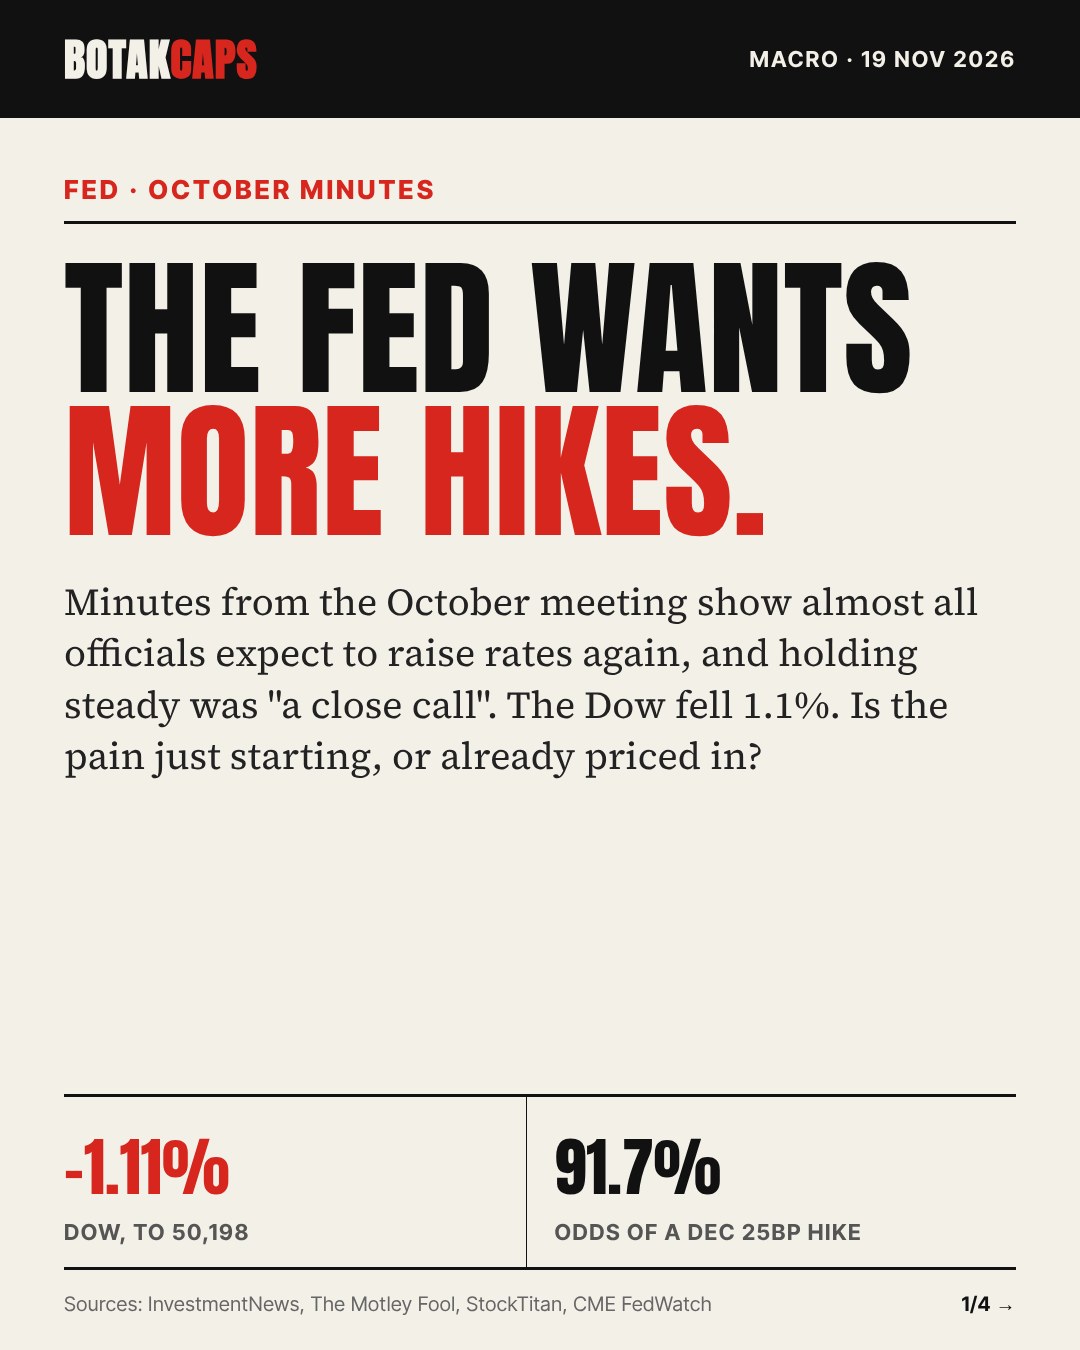 BOTAKCAPS
MACRO · 19 NOV 2026
FED · OCTOBER MINUTES
THE FED WANTS
MORE HIKES.
Minutes from the October meeting show almost all
officials expect to raise rates again, and holding
steady was "a close call". The Dow fell 1.1%. Is the
pain just starting, or already priced in?
-1.11%
DOW, TO 50,198
91.7%
ODDS OF A DEC 25BP HIKE
Sources: InvestmentNews, The Motley Fool, StockTitan, CME FedWatch
1/4 →